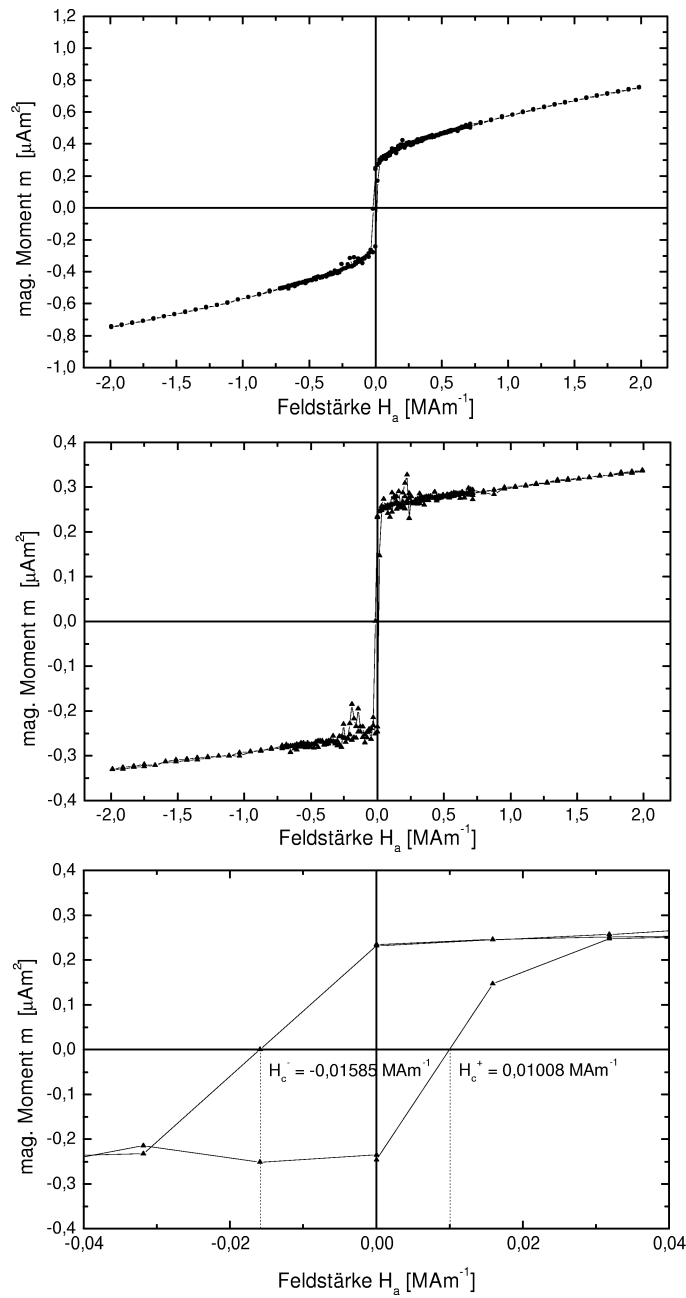 1,2
1,0
0,8
0,6
0,4
0,2
0,0
-0,2
-0,4
-0,6
-0,8
-1,0
mag. Moment m [µAm²]
-2,0 -1,5 -1,0 -0,5 0,0 0,5 1,0 1,5 2,0
Feldstärke Hₐ [MAm⁻¹]
0,4
0,3
0,2
0,1
0,0
-0,1
-0,2
-0,3
-0,4
mag. Moment m [µAm²]
-2,0 -1,5 -1,0 -0,5 0,0 0,5 1,0 1,5 2,0
Feldstärke Hₐ [MAm⁻¹]
0,4
0,3
0,2
0,1
0,0
-0,1
-0,2
-0,3
-0,4
mag. Moment m [µAm²]
H_c⁻ = -0,01585 MAm⁻¹
H_c⁺ = 0,01008 MAm⁻¹
-0,04 -0,02 0,00 0,02 0,04
Feldstärke Hₐ [MAm⁻¹]